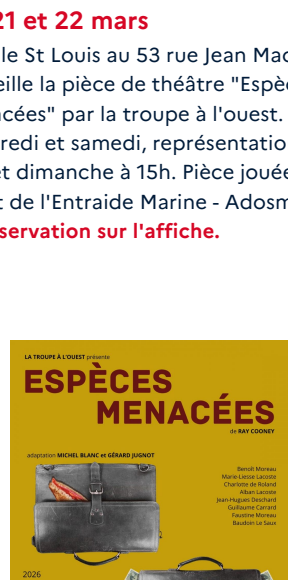 21 et 22 mars
le St Louis au 53 rue Jean Mac
eille la pièce de théâtre "Espèc
nacées" par la troupe à l'ouest.
redi et samedi, représentatio
et dimanche à 15h. Pièce jouée
t de l'Entraide Marine - Adosm
servation sur l'affiche.
LA TROUPE À L'OUEST présente
ESPÈCES
MENACÉES
de RAY COONEY
adaptation MICHEL BLANC et GÉRARD JUGNOT
Benoît Moreau
Marie-Liesse Lacoste
Charlotte de Roland
Alban Lacoste
Jean-Hugues Deschard
Guillaume Carrard
Faustine Moreau
Baudoin Le Saux
2026